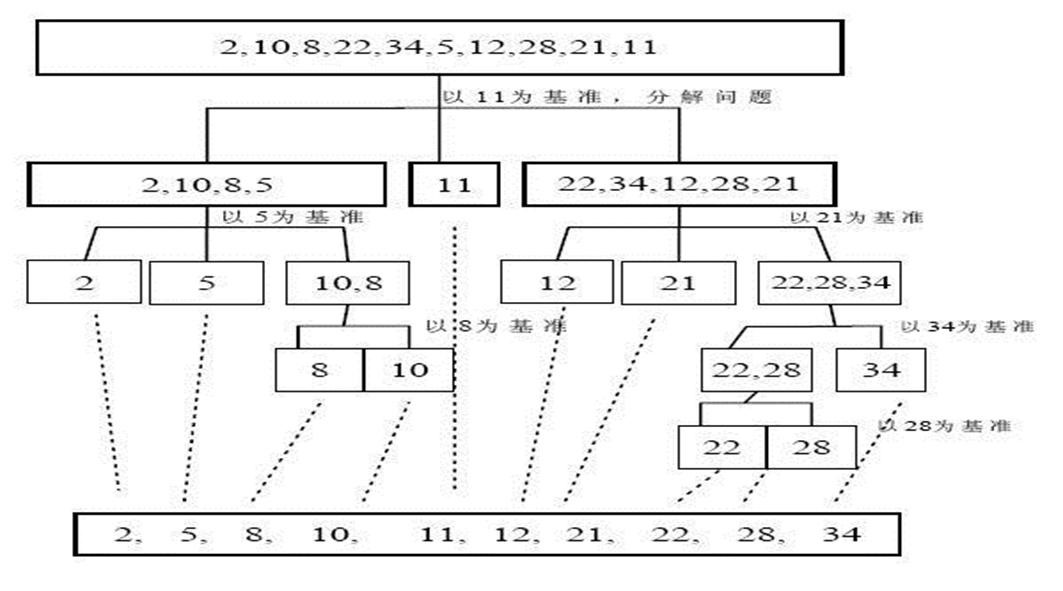 2,10,8,22,34,5,12,28,21,11
以 11为 基 准， 分 解 问 题
2,10,8,5
11
22,34,12,28,21
以 5为 基 准
以 21为 基 准
2
5
10,8
12
21
22,28,34
以 8为 基 准
以 34为 基 准
8
10
22,28
34
以 28为 基 准
22
28
2, 5, 8, 10, 11, 12, 21, 22, 28, 34